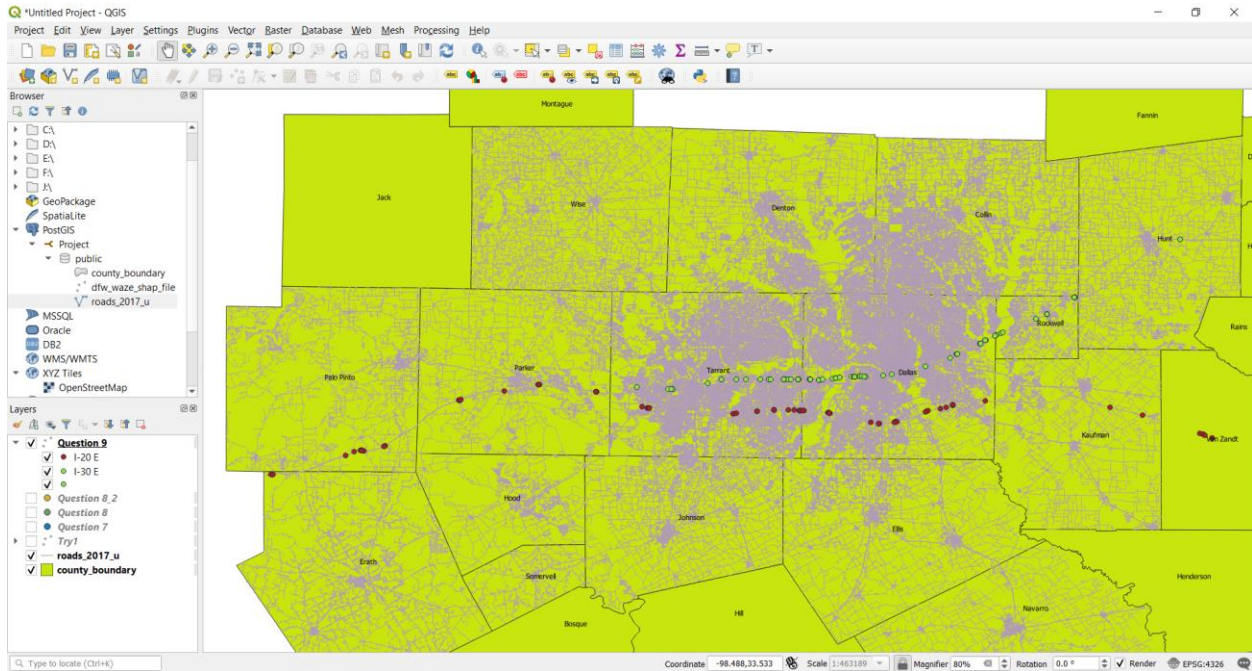 *Untitled Project - QGIS
Project Edit View Layer Settings Plugins Vector Raster Database Web Mesh Processing Help
Browser
C:\
D:\
E:\
F:\
J:\
GeoPackage
SpatiaLite
PostGIS
Project
public
county_boundary
dfw_waze_shap_file
roads_2017_u
MSSQL
Oracle
DB2
WMS/WMTS
XYZ Tiles
OpenStreetMap
Layers
Question 9
I-20 E
I-30 E
Question 8_2
Question 8
Question 7
Try1
roads_2017_u
county_boundary
Montague
Fannin
Jack
Wise
Denton
Collin
Hunt
Rains
Rockwall
Palo Pinto
Parker
Tarrant
Dallas
Kaufman
Van Zandt
Hood
Johnson
Ellis
Erath
Somervell
Henderson
Bosque
Hill
Navarro
Type to locate (Ctrl+K)
Coordinate -98.488,33.533 Scale 1:463189 Magnifier 80% Rotation 0.0 ° Render EPSG:4326